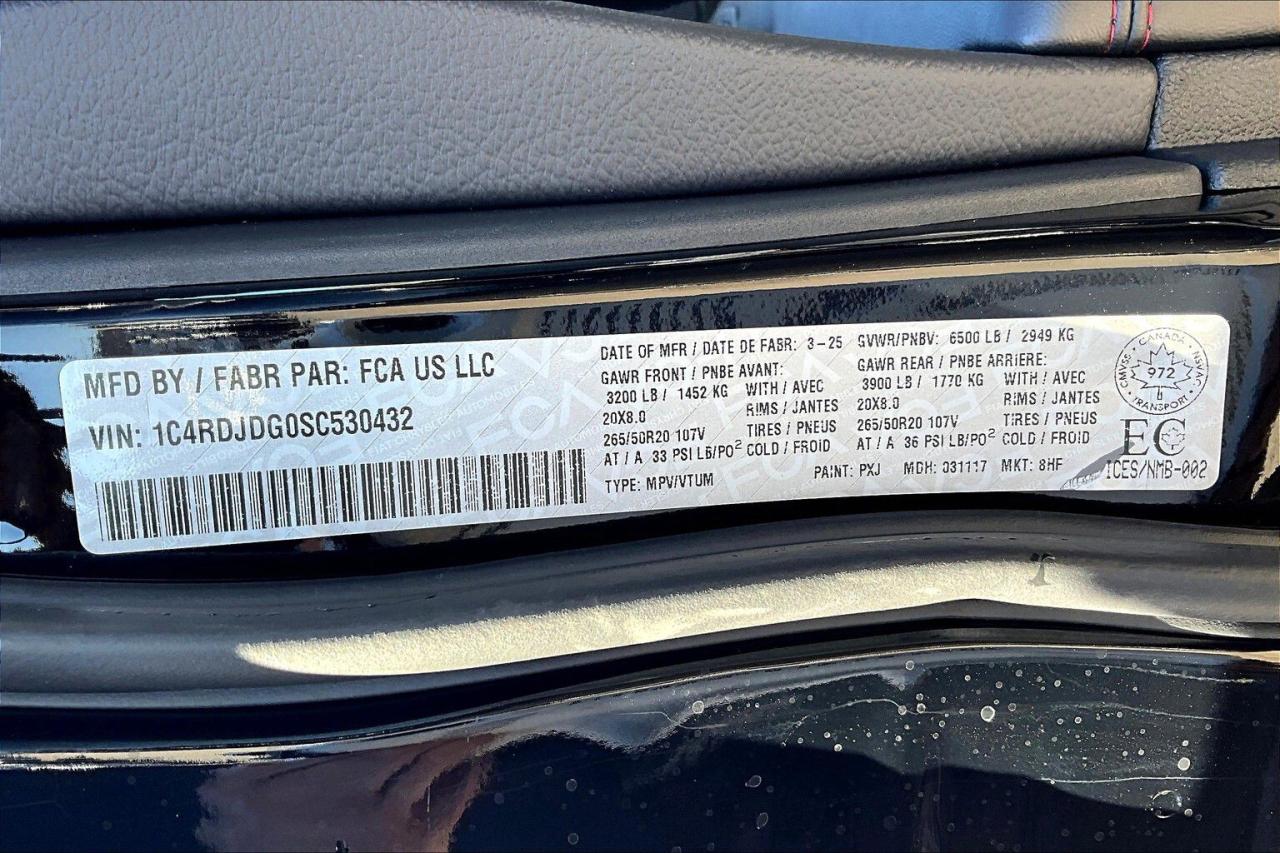 MFD BY / FABR PAR: FCA US LLC
VIN: 1C4RDJDG0SC530432
DATE OF MFR / DATE DE FABR: 3-25
GAWR FRONT / PNBE AVANT:
3200 LB / 1452 KG WITH / AVEC
20X8.0 RIMS / JANTES
265/50R20 107V TIRES / PNEUS
AT / A 33 PSI LB/PO² COLD / FROID
TYPE: MPV/VTUM
GVWR/PNBV: 6500 LB / 2949 KG
GAWR REAR / PNBE ARRIERE:
3900 LB / 1770 KG WITH / AVEC
20X8.0 RIMS / JANTES
265/50R20 107V TIRES / PNEUS
AT / A 36 PSI LB/PO² COLD / FROID
PAINT: PXJ MDH: 031117 MKT: 8HF
CANADA
CMVSS 972 NSVAC
TRANSPORT
EC
ICES/NMB-002